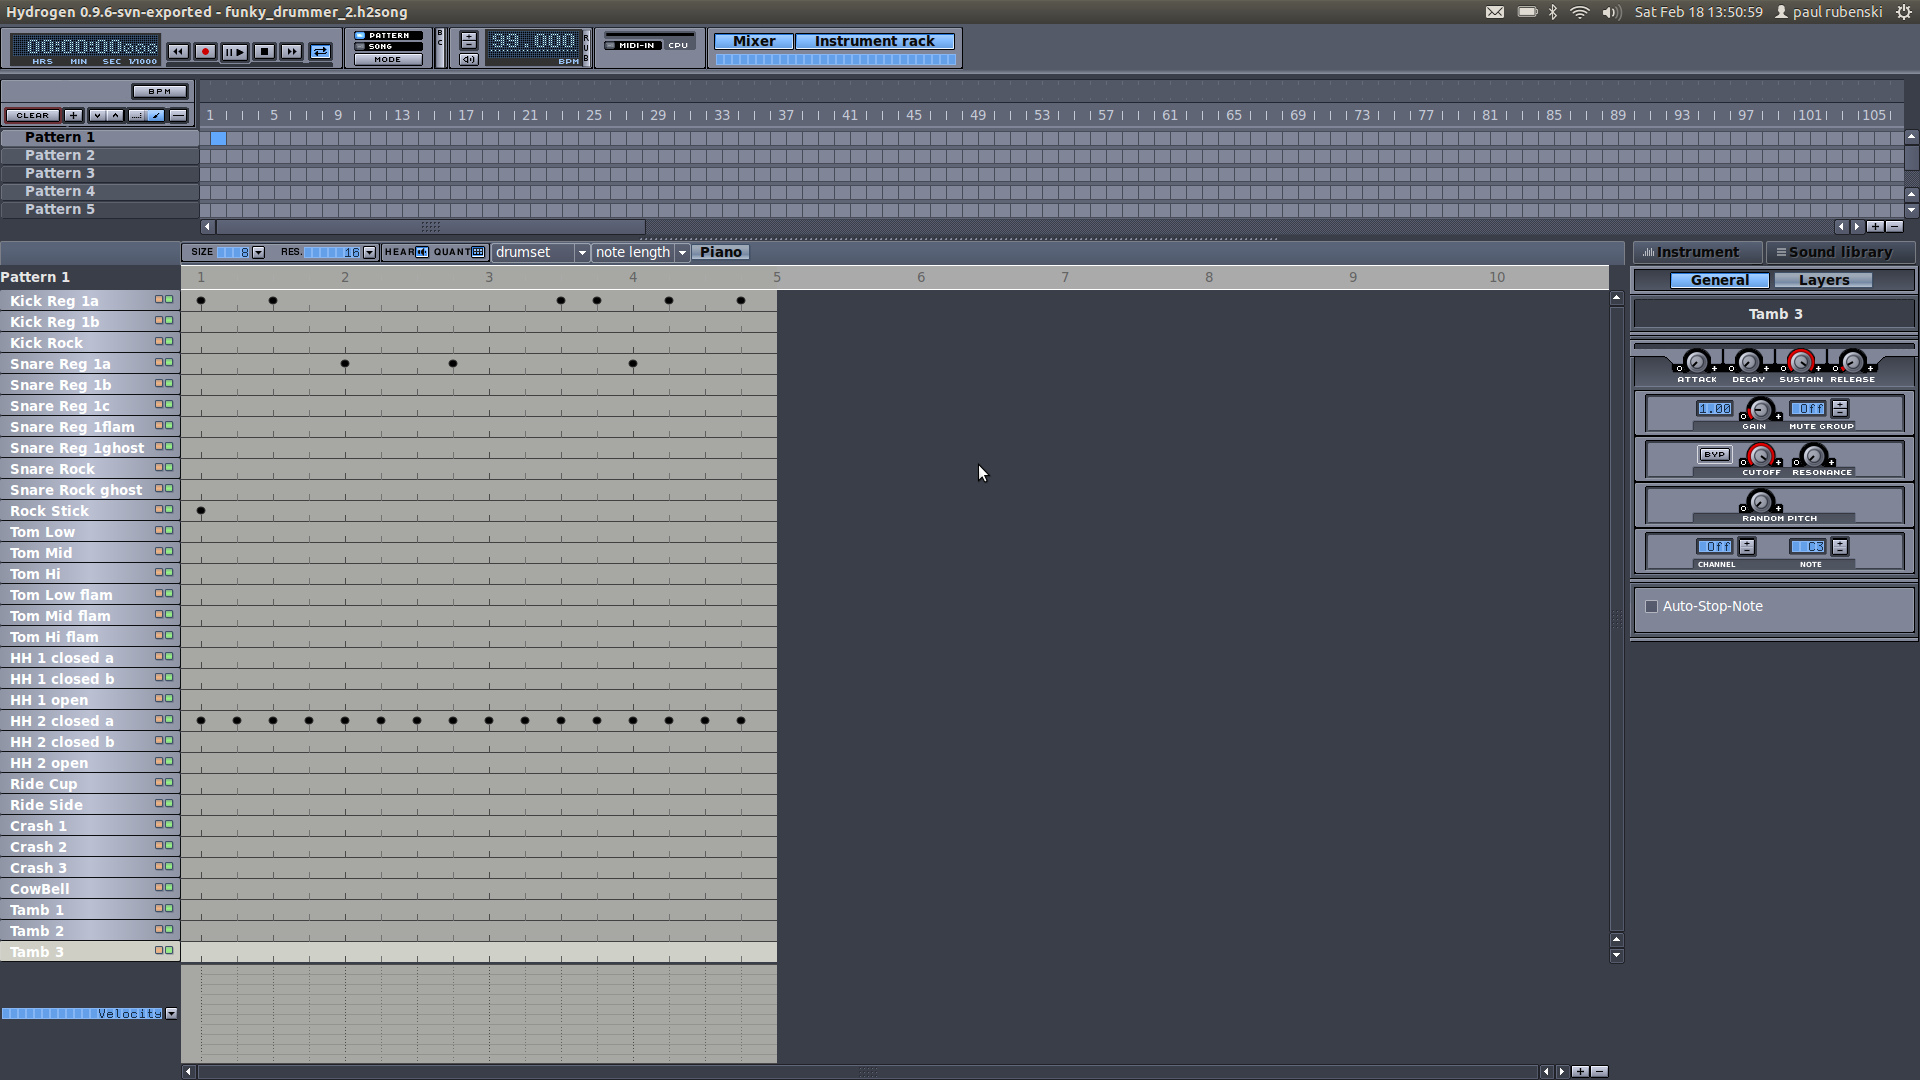 Hydrogen 0.9.6-svn-exported - funky_drummer_2.h2song
Sat Feb 18 13:50:59 paul rubenski
00:00:00000
HRS MIN SEC 1/1000
PATTERN
SONG
MODE
B C
99.000
BPM
R U B
MIDI-IN CPU
Mixer Instrument rack
BPM
CLEAR
1 5 9 13 17 21 25 29 33 37 41 45 49 53 57 61 65 69 73 77 81 85 89 93 97 101 105
Pattern 1
Pattern 2
Pattern 3
Pattern 4
Pattern 5
SIZE 8 RES. 16 HEAR QUANT drumset note length Piano
Instrument Sound library
Pattern 1
1 2 3 4 5 6 7 8 9 10
General Layers
Tamb 3
ATTACK DECAY SUSTAIN RELEASE
1.00 Off
GAIN MUTE GROUP
BYP
CUTOFF RESONANCE
RANDOM PITCH
Off C3
CHANNEL NOTE
Auto-Stop-Note
Kick Reg 1a
Kick Reg 1b
Kick Rock
Snare Reg 1a
Snare Reg 1b
Snare Reg 1c
Snare Reg 1flam
Snare Reg 1ghost
Snare Rock
Snare Rock ghost
Rock Stick
Tom Low
Tom Mid
Tom Hi
Tom Low flam
Tom Mid flam
Tom Hi flam
HH 1 closed a
HH 1 closed b
HH 1 open
HH 2 closed a
HH 2 closed b
HH 2 open
Ride Cup
Ride Side
Crash 1
Crash 2
Crash 3
CowBell
Tamb 1
Tamb 2
Tamb 3
Velocity